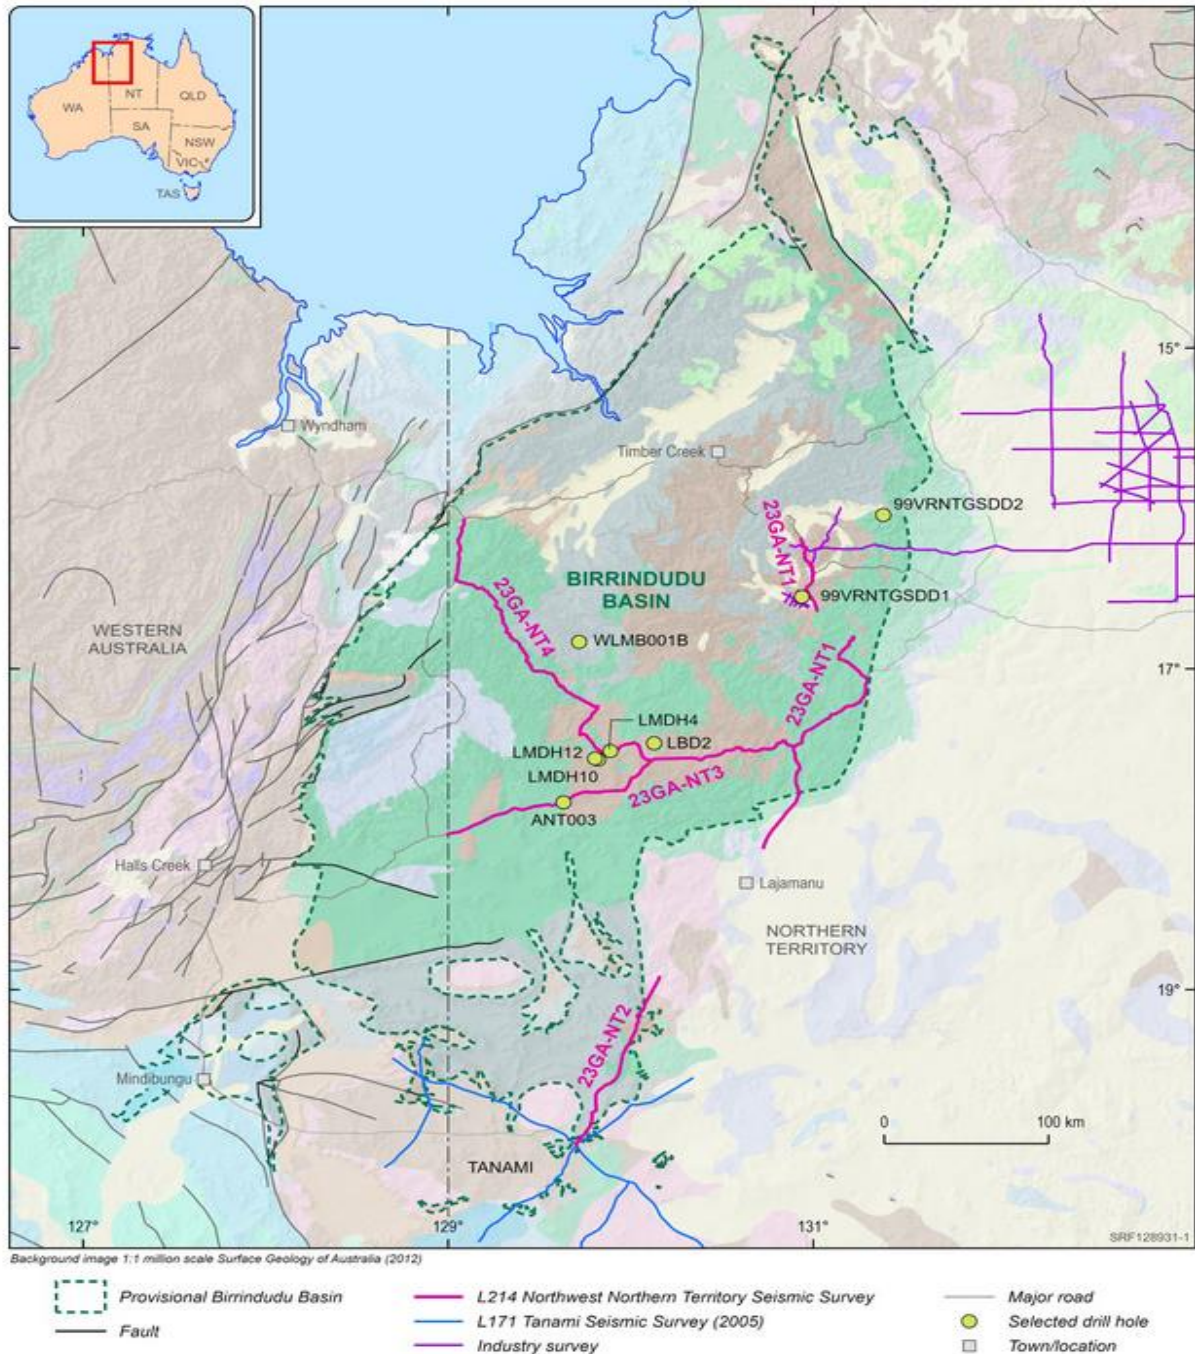 WA
NT
QLD
SA
NSW
VIC
TAS
15°
Wyndham
Timber Creek
99VRNTGSDD2
23GA-NT1
BIRRINDUDU
BASIN
99VRNTGSDD1
23GA-NT4
WESTERN
AUSTRALIA
WLMB001B
17°
23GA-NT1
LMDH4
LMDH12
LBD2
LMDH10
23GA-NT3
ANT003
Halls Creek
Lajamanu
NORTHERN
TERRITORY
19°
23GA-NT2
Mindibungu
0 100 km
TANAMI
127° 129° 131°
SRF128931-1
Background image 1:1 million scale Surface Geology of Australia (2012)
Provisional Birrindudu Basin
Fault
L214 Northwest Northern Territory Seismic Survey
L171 Tanami Seismic Survey (2005)
Industry survey
Major road
Selected drill hole
Town/location